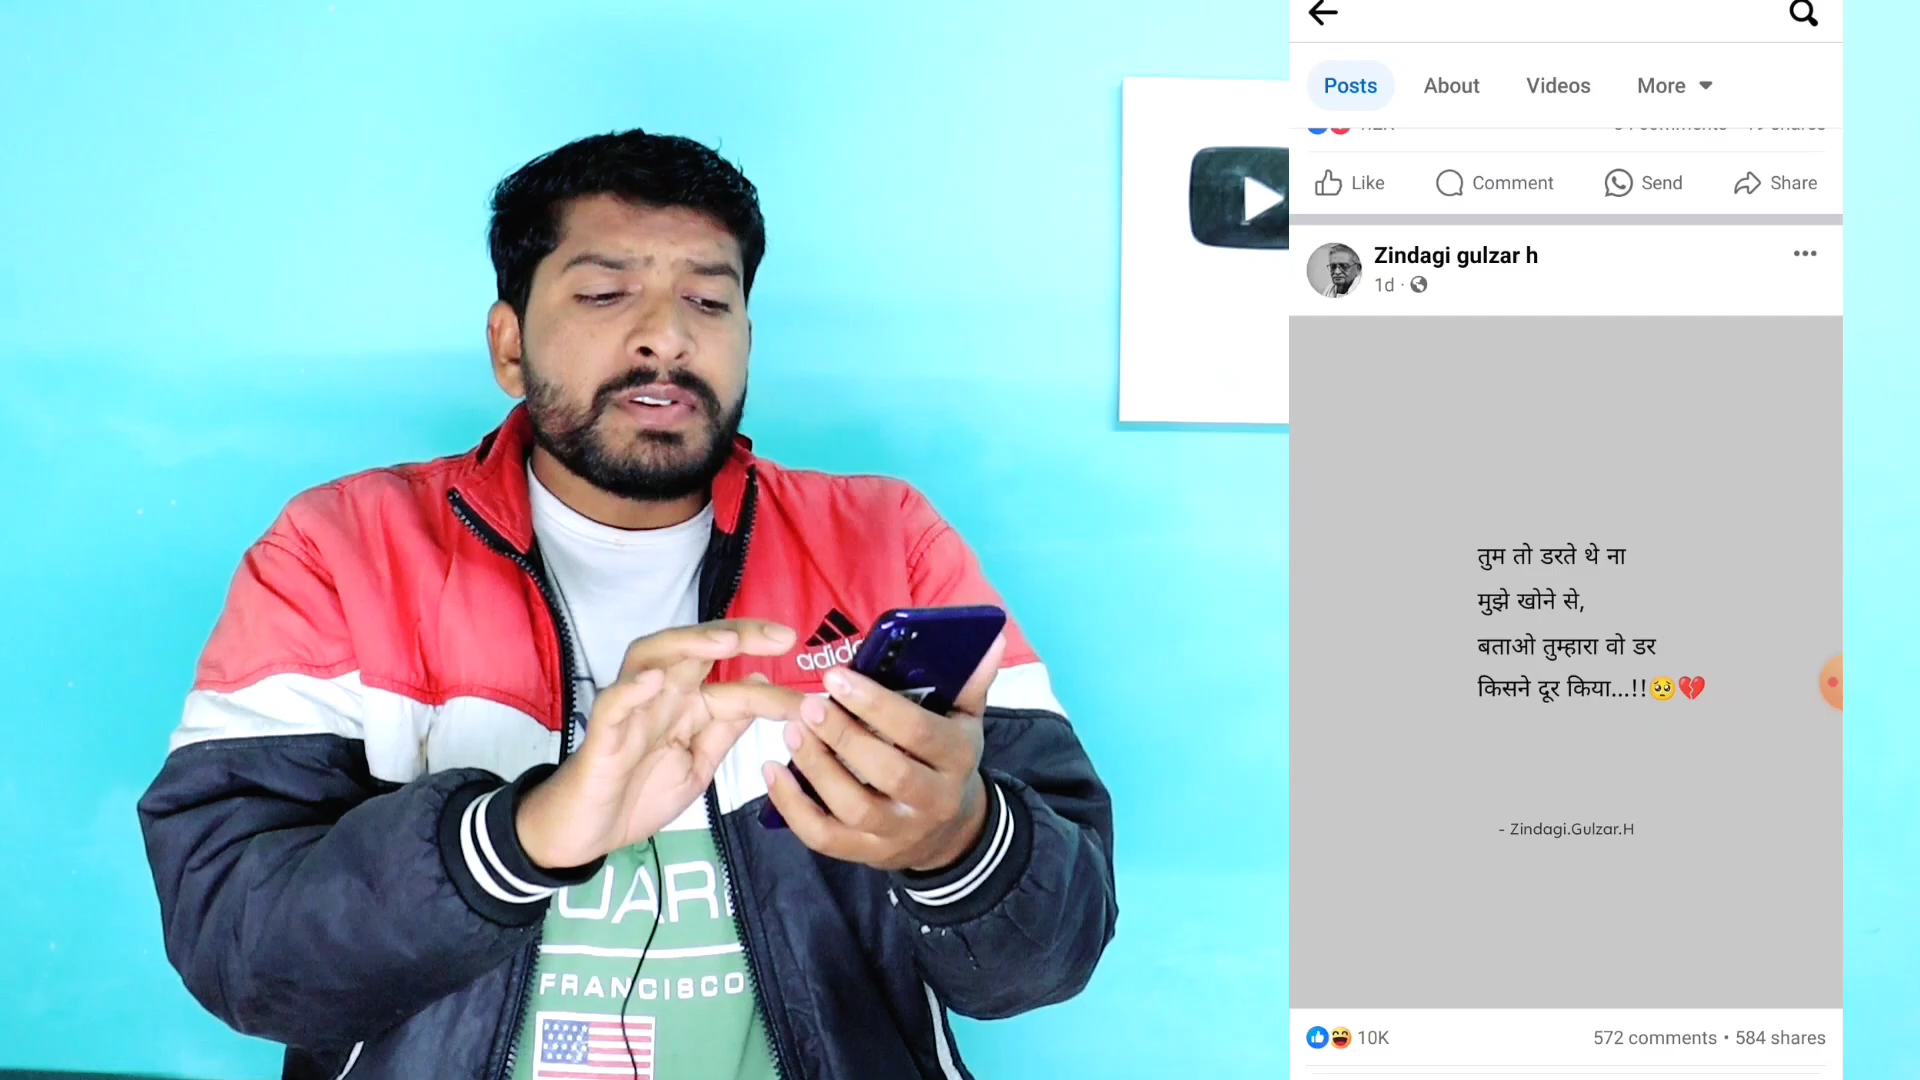 Posts About Videos More
Like Comment Send Share
Zindagi gulzar h
1d
तुम तो डरते थे ना
मुझे खोने से,
बताओ तुम्हारा वो डर
किसने दूर किया...!!🥺💔
- Zindagi.Gulzar.H
10K 572 comments • 584 shares
FRANCISCO